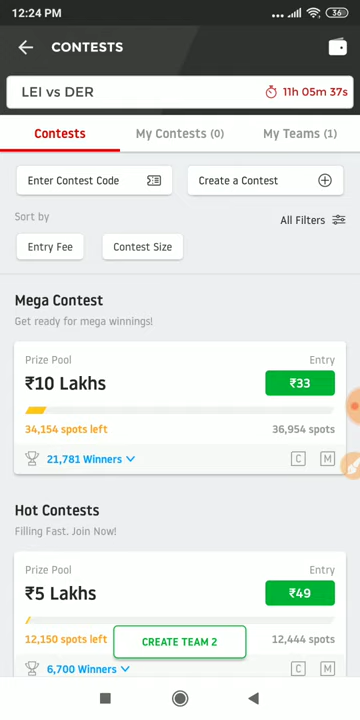 12:24 PM
36
CONTESTS
LEI vs DER
11h 05m 37s
Contests
My Contests (0)
My Teams (1)
Enter Contest Code
Create a Contest
Sort by
All Filters
Entry Fee
Contest Size
Mega Contest
Get ready for mega winnings!
Prize Pool
Entry
₹10 Lakhs
₹33
34,154 spots left
36,954 spots
21,781 Winners
C
M
Hot Contests
Filling Fast. Join Now!
Prize Pool
Entry
₹5 Lakhs
₹49
12,150 spots left
12,444 spots
CREATE TEAM 2
6,700 Winners
C
M